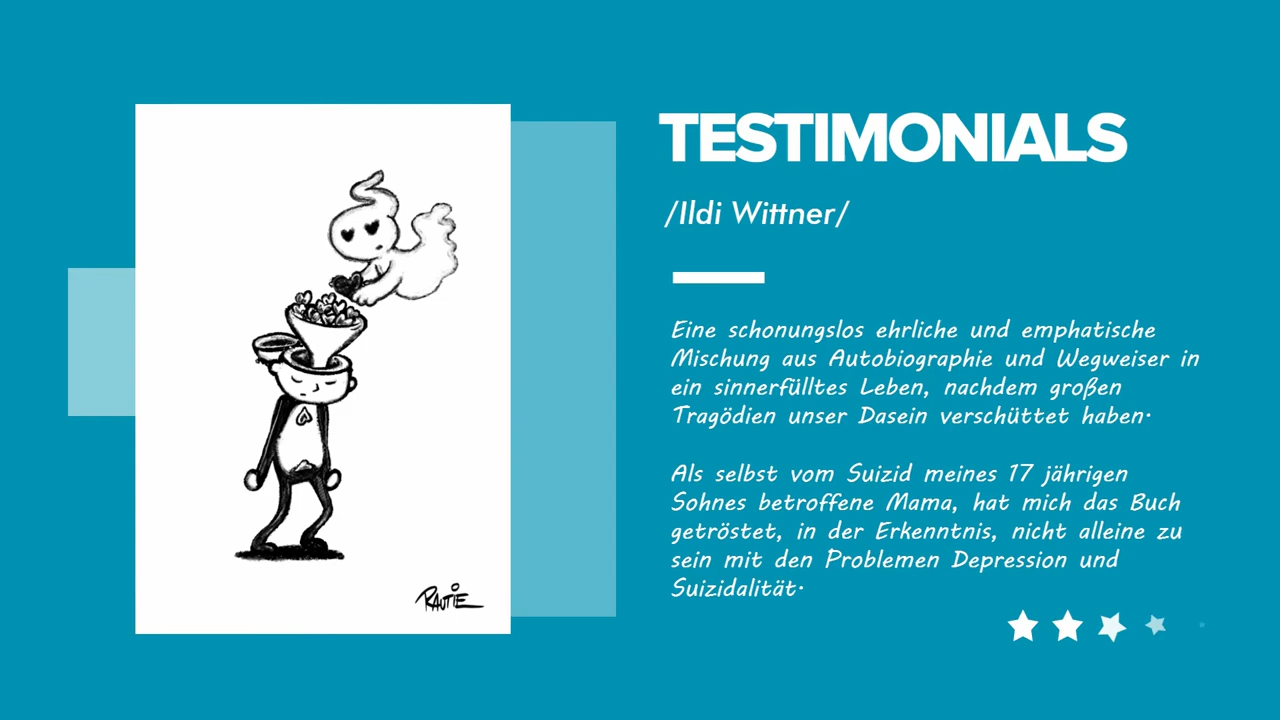 TESTIMONIALS
/Ildi Wittner/
Eine schonungslos ehrliche und emphatische
Mischung aus Autobiographie und Wegweiser in
ein sinnerfülltes Leben, nachdem großen
Tragödien unser Dasein verschüttet haben.
Als selbst vom Suizid meines 17 jährigen
Sohnes betroffene Mama, hat mich das Buch
getröstet, in der Erkenntnis, nicht alleine zu
sein mit den Problemen Depression und
Suizidalität.
RAUTIE